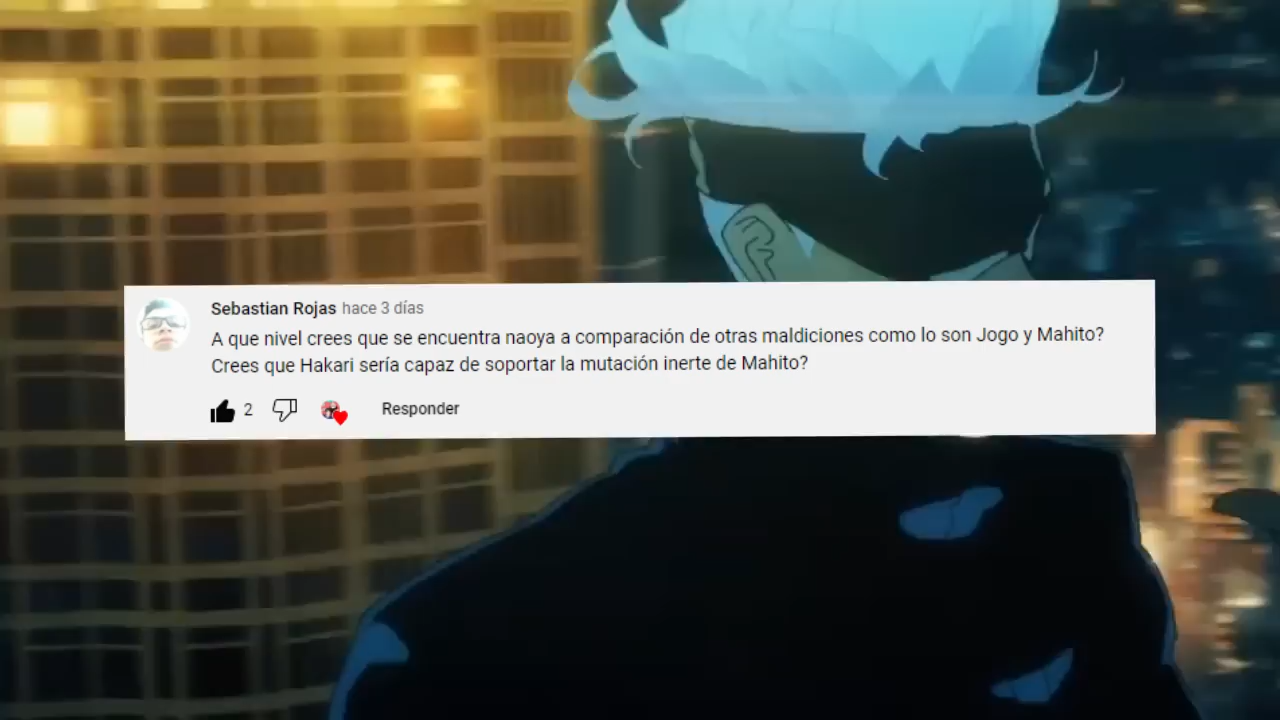 Sebastian Rojas hace 3 días
A que nivel crees que se encuentra naoya a comparación de otras maldiciones como lo son Jogo y Mahito?
Crees que Hakari sería capaz de soportar la mutación inerte de Mahito?
2 Responder